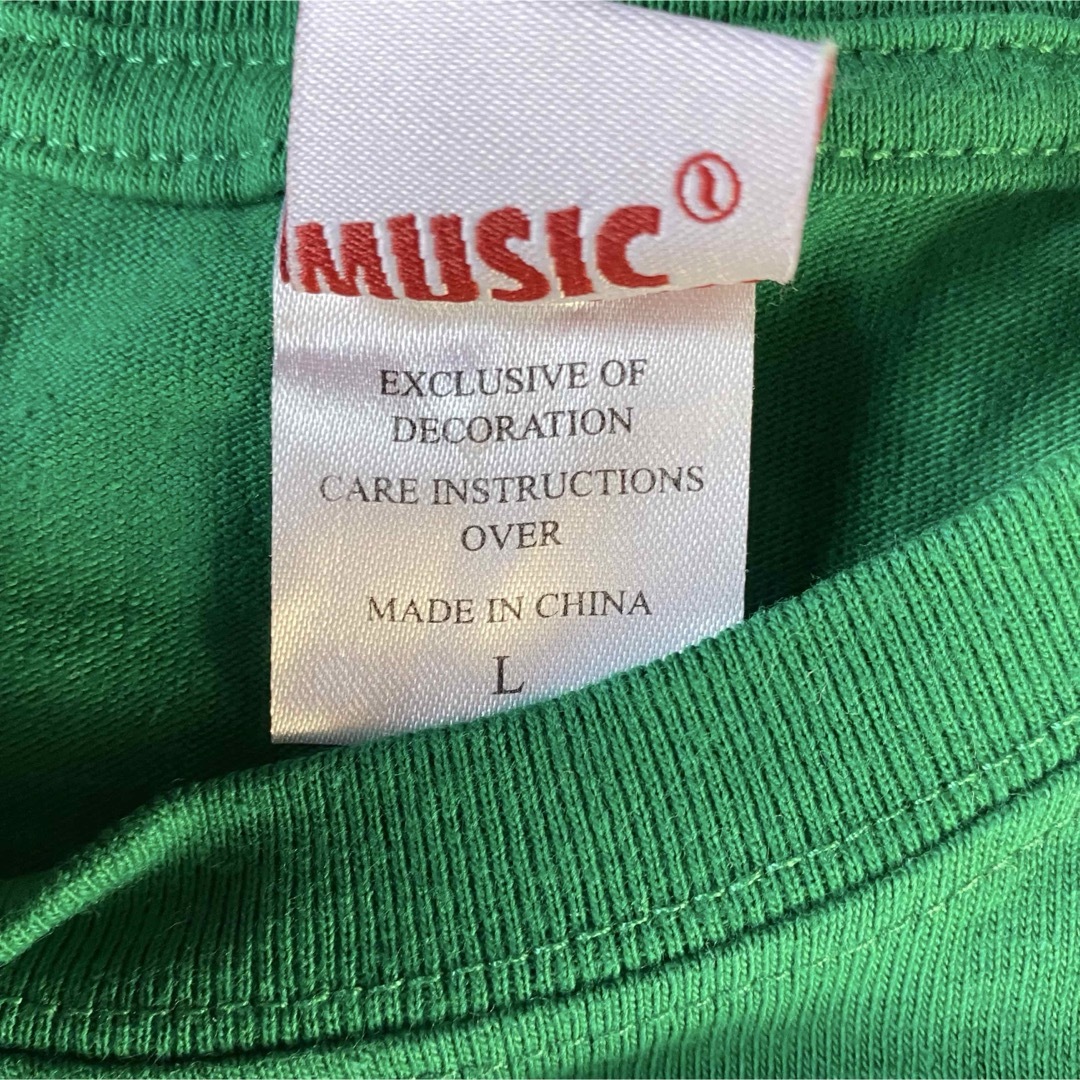 MUSIC
EXCLUSIVE OF
DECORATION
CARE INSTRUCTIONS
OVER
MADE IN CHINA
L